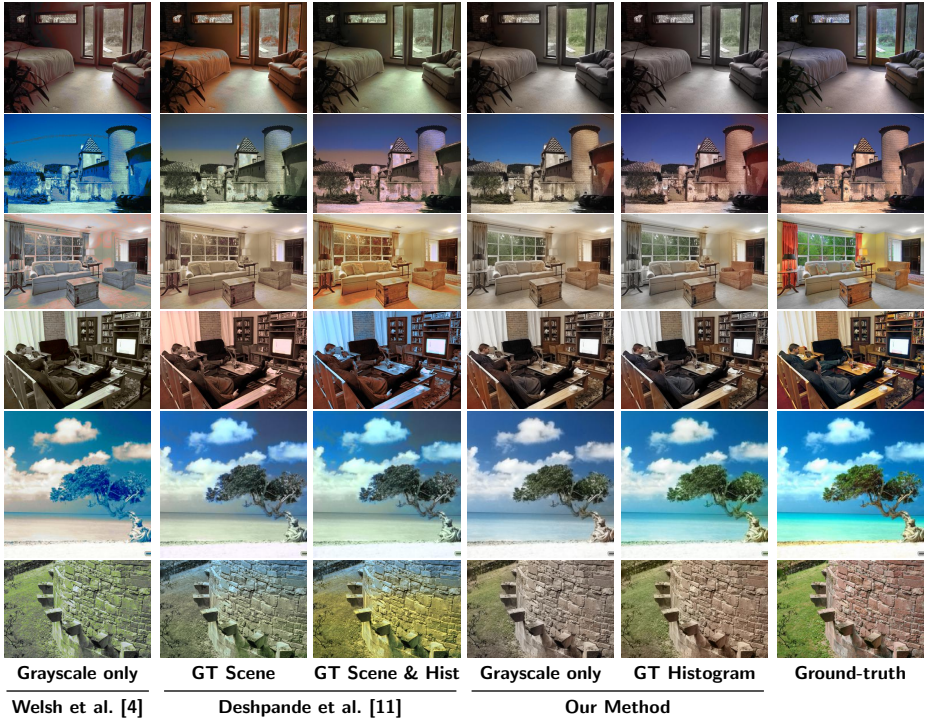 Grayscale only GT Scene GT Scene & Hist Grayscale only GT Histogram Ground-truth
Welsh et al. [4] Deshpande et al. [11] Our Method